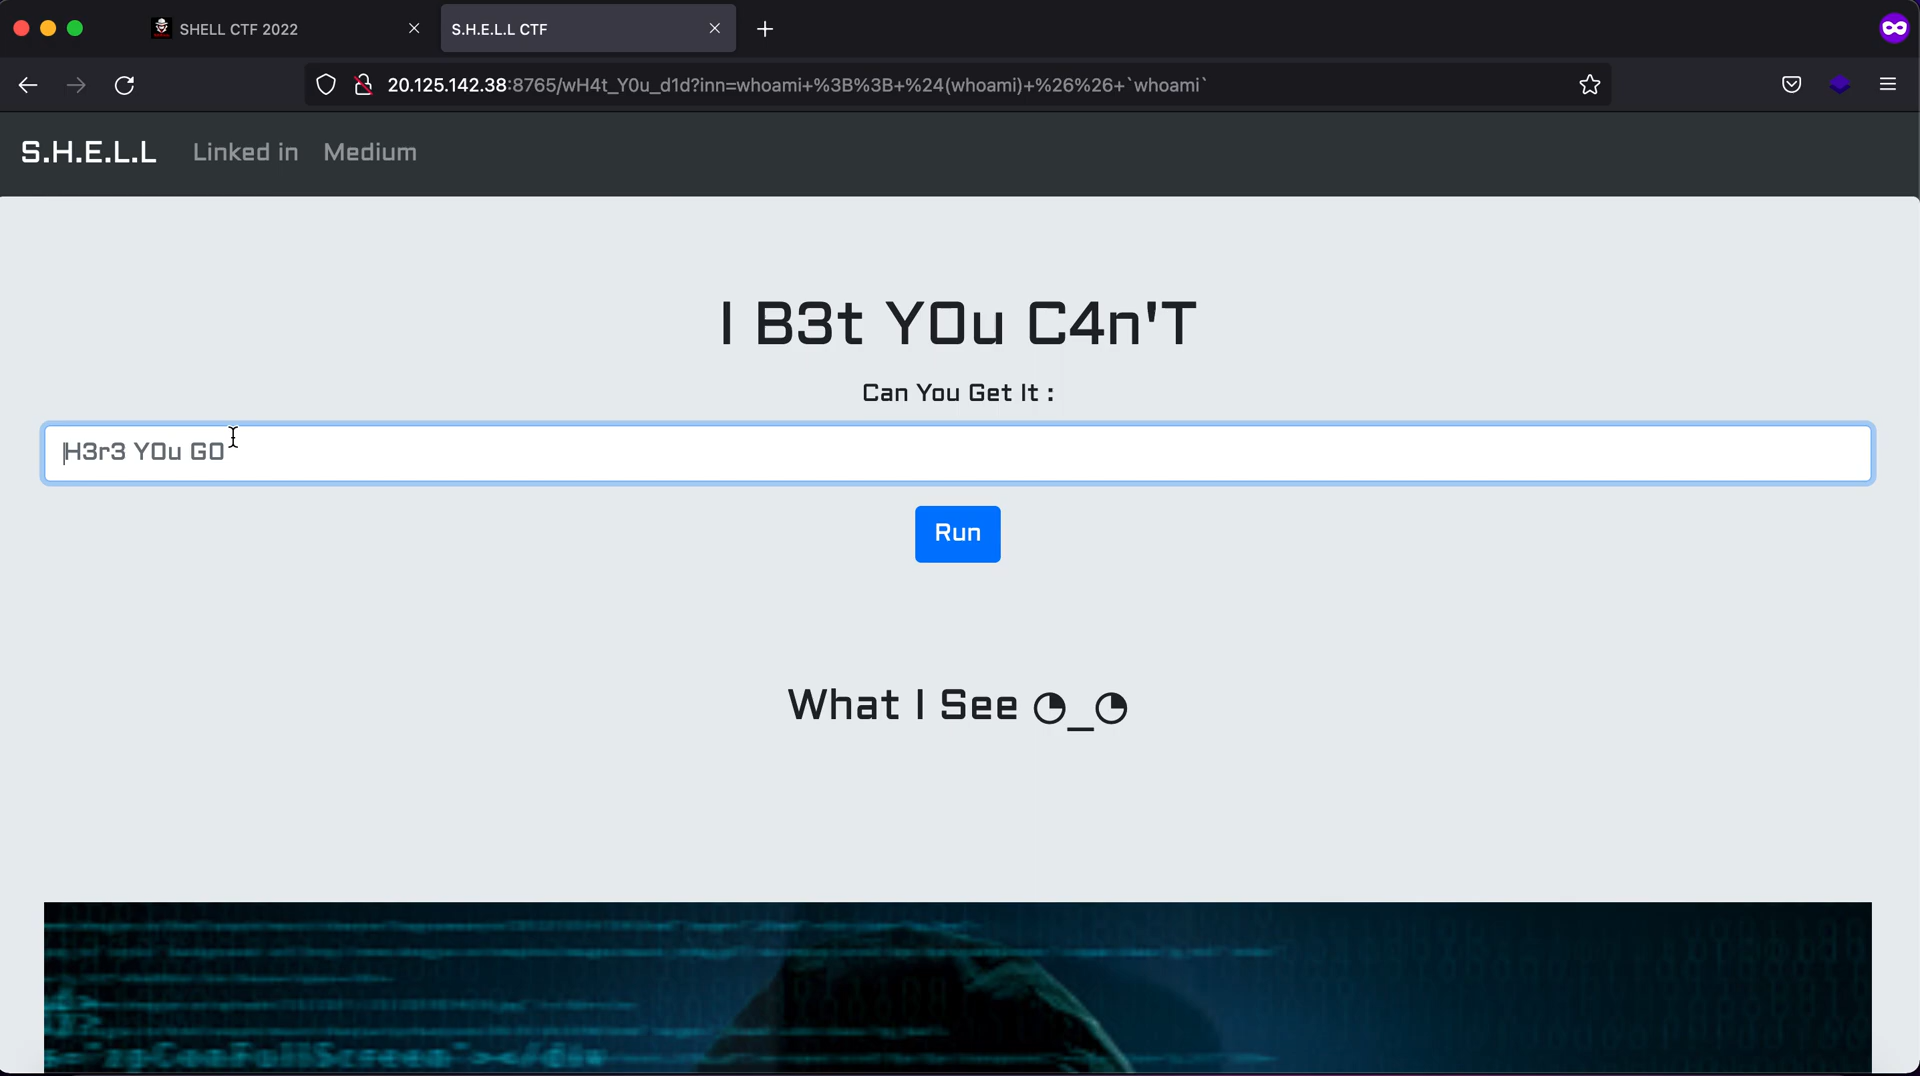 SHELL CTF 2022
S.H.E.L.L CTF
20.125.142.38:8765/wH4t_Y0u_d1d?inn=whoami+%3B%3B+%24(whoami)+%26%26+`whoami`
S.H.E.L.L Linked in Medium
I B3t Y0u C4n'T
Can You Get It :
H3r3 Y0u G0
Run
What I See ◔_◔